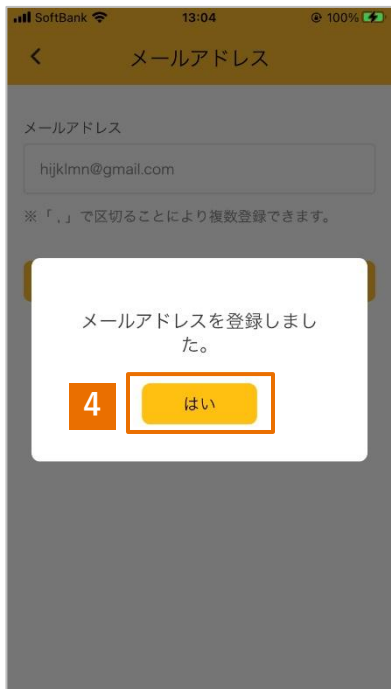 SoftBank 13:04 100%
メールアドレス
メールアドレス
hijklmn@gmail.com
※「 , 」で区切ることにより複数登録できます。
メールアドレスを登録しまし
た。
4 はい